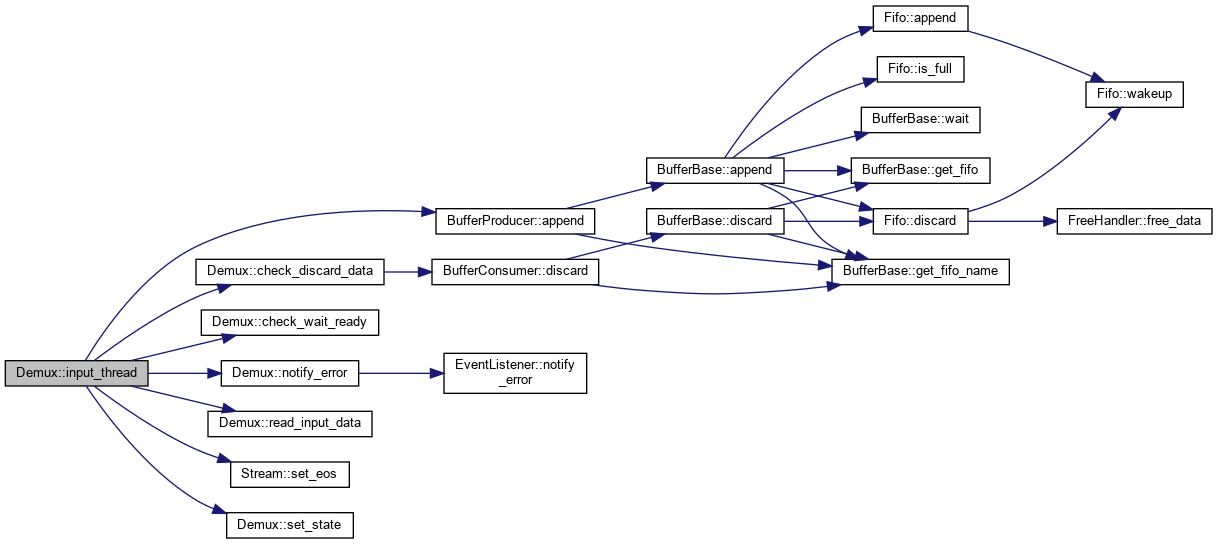 Fifo::append
Fifo::is_full
Fifo::wakeup
BufferBase::wait
BufferBase::append
BufferBase::get_fifo
BufferProducer::append
BufferBase::discard
Fifo::discard
FreeHandler::free_data
Demux::check_discard_data
BufferConsumer::discard
BufferBase::get_fifo_name
Demux::check_wait_ready
Demux::input_thread
Demux::notify_error
EventListener::notify
_error
Demux::read_input_data
Stream::set_eos
Demux::set_state